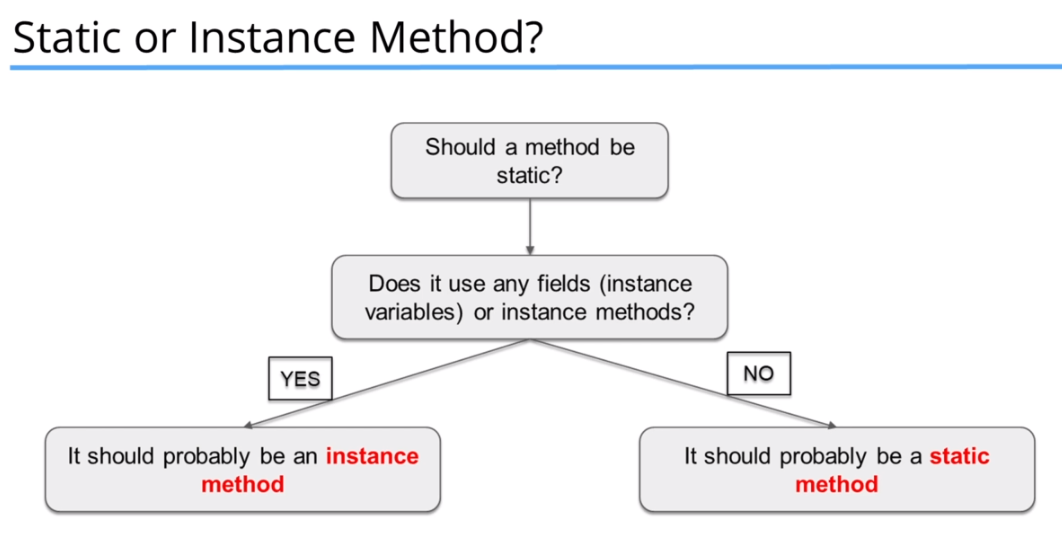 Static or Instance Method?
Should a method be
static?
Does it use any fields (instance
variables) or instance methods?
YES
NO
It should probably be an instance
method
It should probably be a static
method